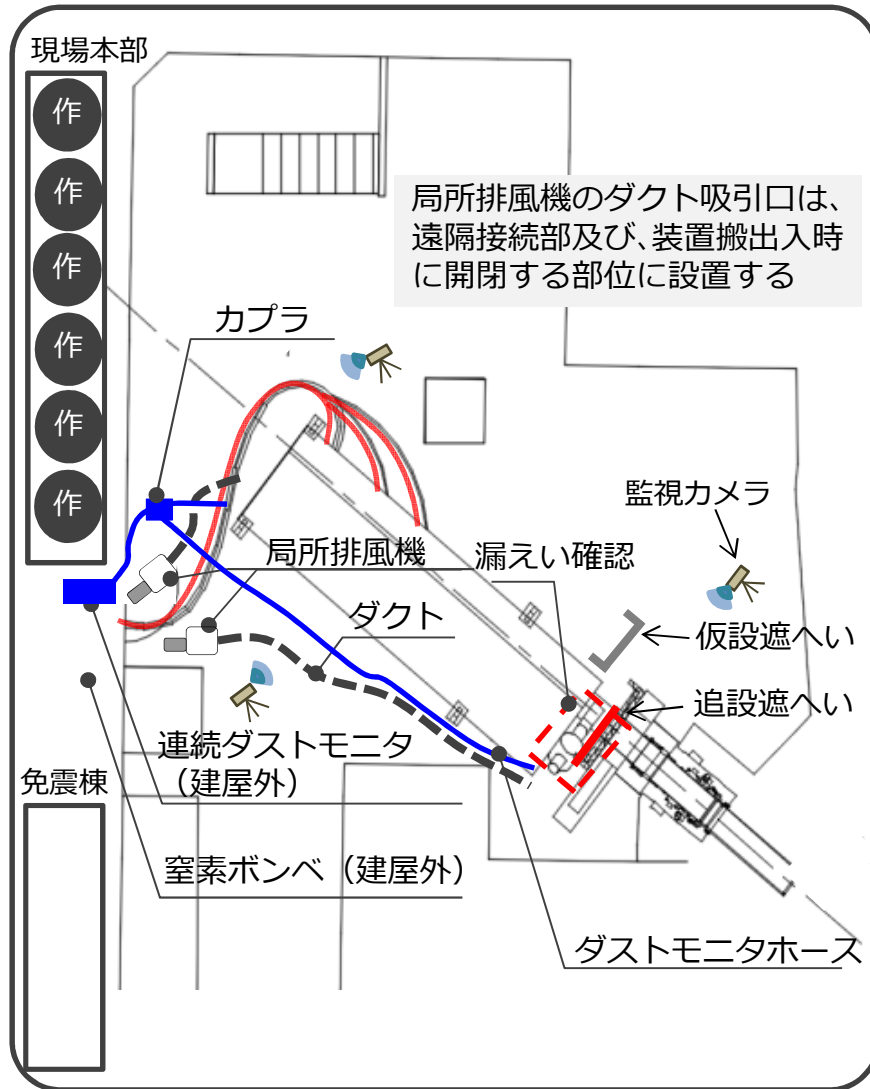 現場本部
作
作
作
作
作
作
局所排風機のダクト吸引口は、
遠隔接続部及び、装置搬出入時
に開閉する部位に設置する
カプラ
監視カメラ
局所排風機
漏えい確認
ダクト
仮設遮へい
追設遮へい
連続ダストモニタ
（建屋外）
免震棟
窒素ボンベ（建屋外）
ダストモニタホース